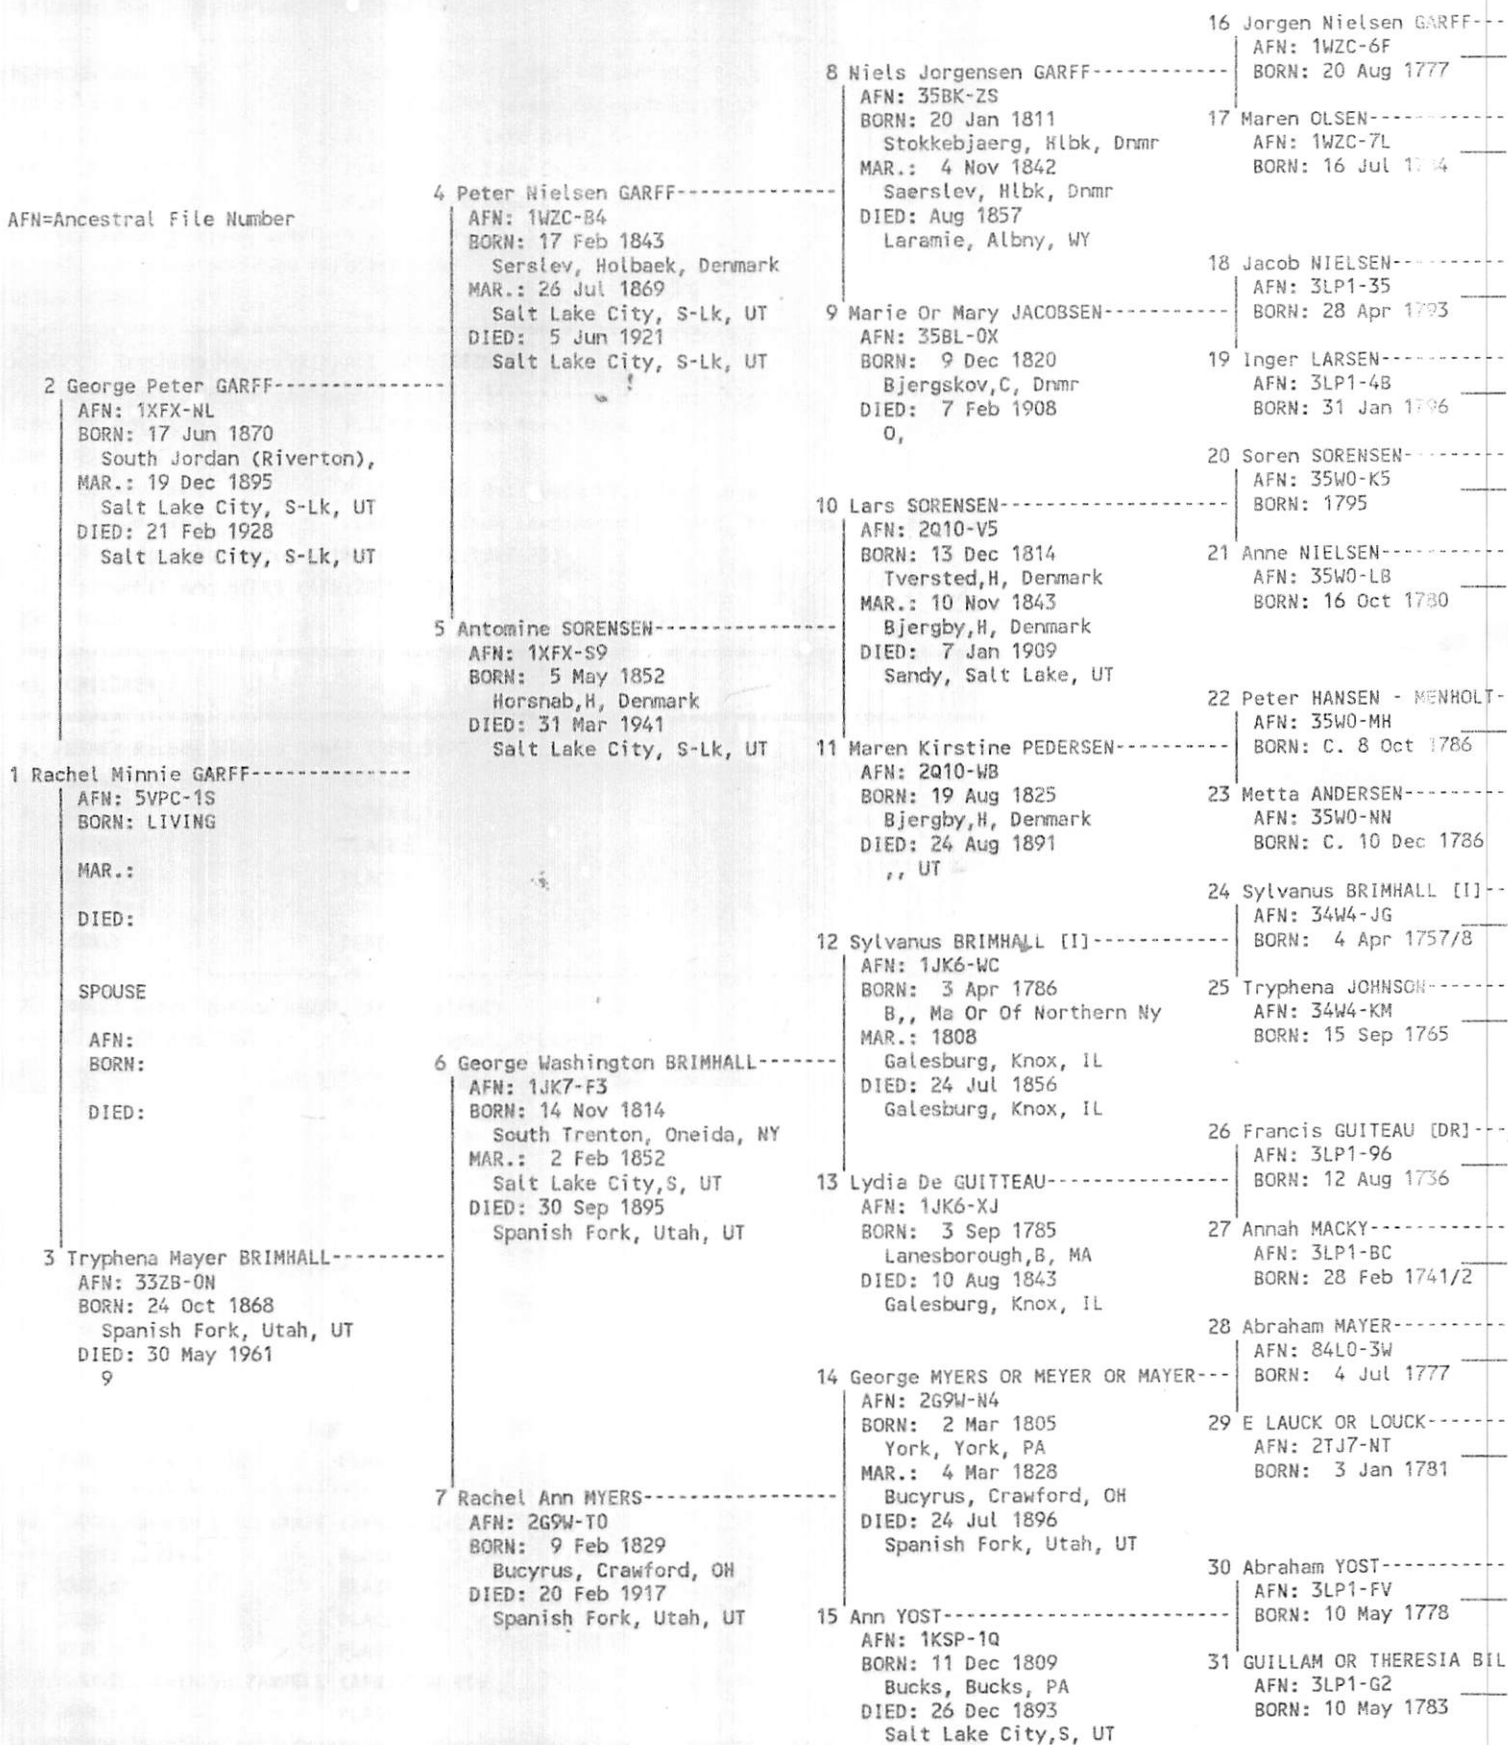 AFN=Ancestral File Number
1 Rachel Minnie GARFF
AFN: 5VPC-1S
BORN: LIVING
MAR.:
DIED:
SPOUSE
AFN:
BORN:
DIED:
2 George Peter GARFF
AFN: 1XFX-NL
BORN: 17 Jun 1870
South Jordan (Riverton),
MAR.: 19 Dec 1895
Salt Lake City, S-Lk, UT
DIED: 21 Feb 1928
Salt Lake City, S-Lk, UT
3 Tryphena Mayer BRIMHALL
AFN: 33ZB-0N
BORN: 24 Oct 1868
Spanish Fork, Utah, UT
DIED: 30 May 1961
9
4 Peter Nielsen GARFF
AFN: 1WZC-B4
BORN: 17 Feb 1843
Serslev, Holbaek, Denmark
MAR.: 26 Jul 1869
Salt Lake City, S-Lk, UT
DIED: 5 Jun 1921
Salt Lake City, S-Lk, UT
5 Antomine SORENSEN
AFN: 1XFX-S9
BORN: 5 May 1852
Horsnab,H, Denmark
DIED: 31 Mar 1941
Salt Lake City, S-Lk, UT
6 George Washington BRIMHALL
AFN: 1JK7-F3
BORN: 14 Nov 1814
South Trenton, Oneida, NY
MAR.: 2 Feb 1852
Salt Lake City,S, UT
DIED: 30 Sep 1895
Spanish Fork, Utah, UT
7 Rachel Ann MYERS
AFN: 2G9W-T0
BORN: 9 Feb 1829
Bucyrus, Crawford, OH
DIED: 20 Feb 1917
Spanish Fork, Utah, UT
8 Niels Jorgensen GARFF
AFN: 35BK-ZS
BORN: 20 Jan 1811
Stokkebjaerg, Hlbk, Dnmr
MAR.: 4 Nov 1842
Saerslev, Hlbk, Dnmr
DIED: Aug 1857
Laramie, Albny, WY
9 Marie Or Mary JACOBSEN
AFN: 35BL-0X
BORN: 9 Dec 1820
Bjergskov,C, Dnmr
DIED: 7 Feb 1908
O,
10 Lars SORENSEN
AFN: 2Q10-V5
BORN: 13 Dec 1814
Tversted,H, Denmark
MAR.: 10 Nov 1843
Bjergby,H, Denmark
DIED: 7 Jan 1909
Sandy, Salt Lake, UT
11 Maren Kirstine PEDERSEN
AFN: 2Q10-WB
BORN: 19 Aug 1825
Bjergby,H, Denmark
DIED: 24 Aug 1891
,, UT
12 Sylvanus BRIMHALL [I]
AFN: 1JK6-WC
BORN: 3 Apr 1786
B,, Ma Or Of Northern Ny
MAR.: 1808
Galesburg, Knox, IL
DIED: 24 Jul 1856
Galesburg, Knox, IL
13 Lydia De GUITTEAU
AFN: 1JK6-XJ
BORN: 3 Sep 1785
Lanesborough,B, MA
DIED: 10 Aug 1843
Galesburg, Knox, IL
14 George MYERS OR MEYER OR MAYER
AFN: 2G9W-N4
BORN: 2 Mar 1805
York, York, PA
MAR.: 4 Mar 1828
Bucyrus, Crawford, OH
DIED: 24 Jul 1896
Spanish Fork, Utah, UT
15 Ann YOST
AFN: 1KSP-1Q
BORN: 11 Dec 1809
Bucks, Bucks, PA
DIED: 26 Dec 1893
Salt Lake City,S, UT
16 Jorgen Nielsen GARFF
AFN: 1WZC-6F
BORN: 20 Aug 1777
17 Maren OLSEN
AFN: 1WZC-7L
BORN: 16 Jul
18 Jacob NIELSEN
AFN: 3LP1-35
BORN: 28 Apr 1793
19 Inger LARSEN
AFN: 3LP1-4B
BORN: 31 Jan 1796
20 Soren SORENSEN
AFN: 35W0-K5
BORN: 1795
21 Anne NIELSEN
AFN: 35W0-LB
BORN: 16 Oct 1780
22 Peter HANSEN - MENHOLT
AFN: 35W0-MH
BORN: C. 8 Oct 1786
23 Metta ANDERSEN
AFN: 35W0-NN
BORN: C. 10 Dec 1786
24 Sylvanus BRIMHALL [I]
AFN: 34W4-JG
BORN: 4 Apr 1757/8
25 Tryphena JOHNSON
AFN: 34W4-KM
BORN: 15 Sep 1765
26 Francis GUITEAU [DR]
AFN: 3LP1-96
BORN: 12 Aug 1736
27 Annah MACKY
AFN: 3LP1-BC
BORN: 28 Feb 1741/2
28 Abraham MAYER
AFN: 84L0-3W
BORN: 4 Jul 1777
29 E LAUCK OR LOUCK
AFN: 2TJ7-NT
BORN: 3 Jan 1781
30 Abraham YOST
AFN: 3LP1-FV
BORN: 10 May 1778
31 GUILLAM OR THERESIA BIL
AFN: 3LP1-G2
BORN: 10 May 1783